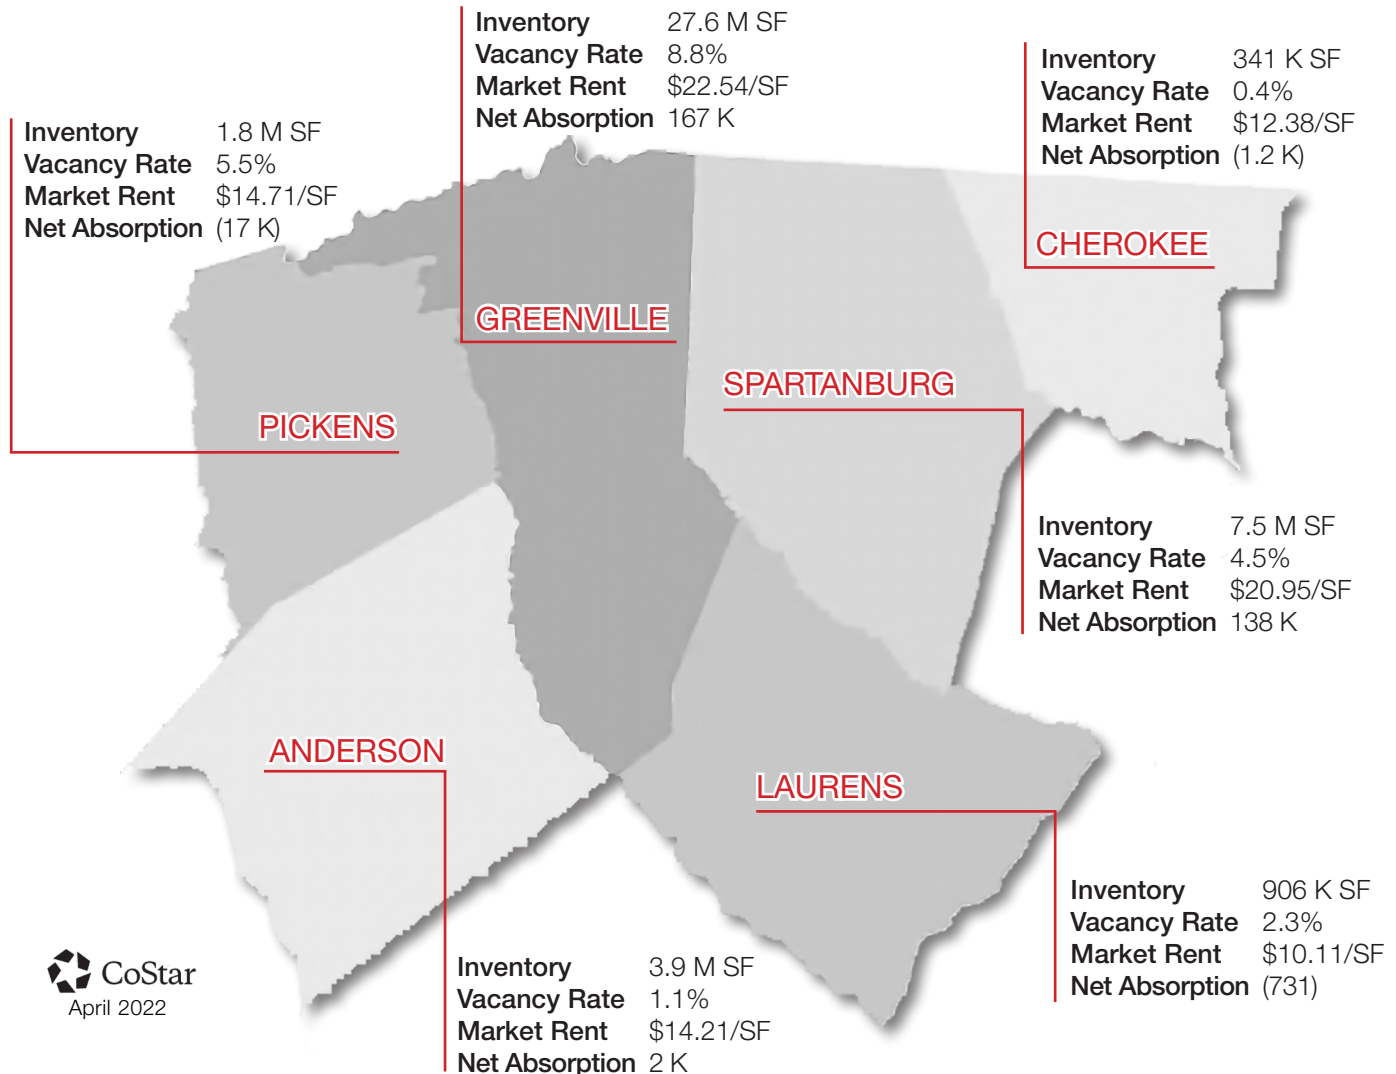 Inventory 27.6 M SF
Vacancy Rate 8.8%
Market Rent $22.54/SF
Net Absorption 167 K
Inventory 341 K SF
Vacancy Rate 0.4%
Market Rent $12.38/SF
Net Absorption (1.2 K)
Inventory 1.8 M SF
Vacancy Rate 5.5%
Market Rent $14.71/SF
Net Absorption (17 K)
CHEROKEE
GREENVILLE
SPARTANBURG
PICKENS
Inventory 7.5 M SF
Vacancy Rate 4.5%
Market Rent $20.95/SF
Net Absorption 138 K
ANDERSON
LAURENS
Inventory 906 K SF
Vacancy Rate 2.3%
Market Rent $10.11/SF
Net Absorption (731)
CoStar
April 2022
Inventory 3.9 M SF
Vacancy Rate 1.1%
Market Rent $14.21/SF
Net Absorption 2 K